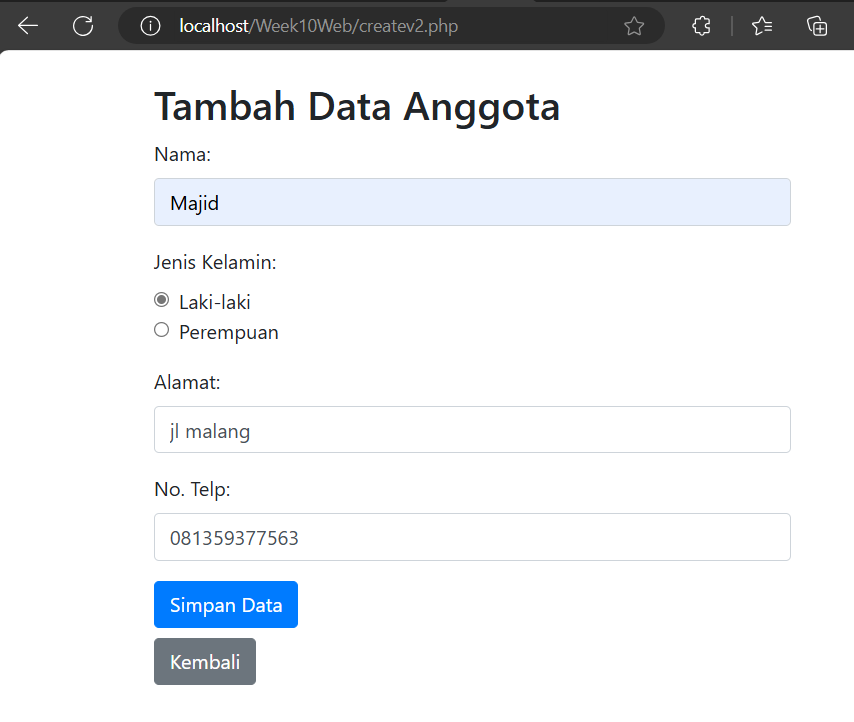 localhost/Week10Web/createv2.php
Tambah Data Anggota
Nama:
Majid
Jenis Kelamin:
Laki-laki
Perempuan
Alamat:
jl malang
No. Telp:
081359377563
Simpan Data
Kembali